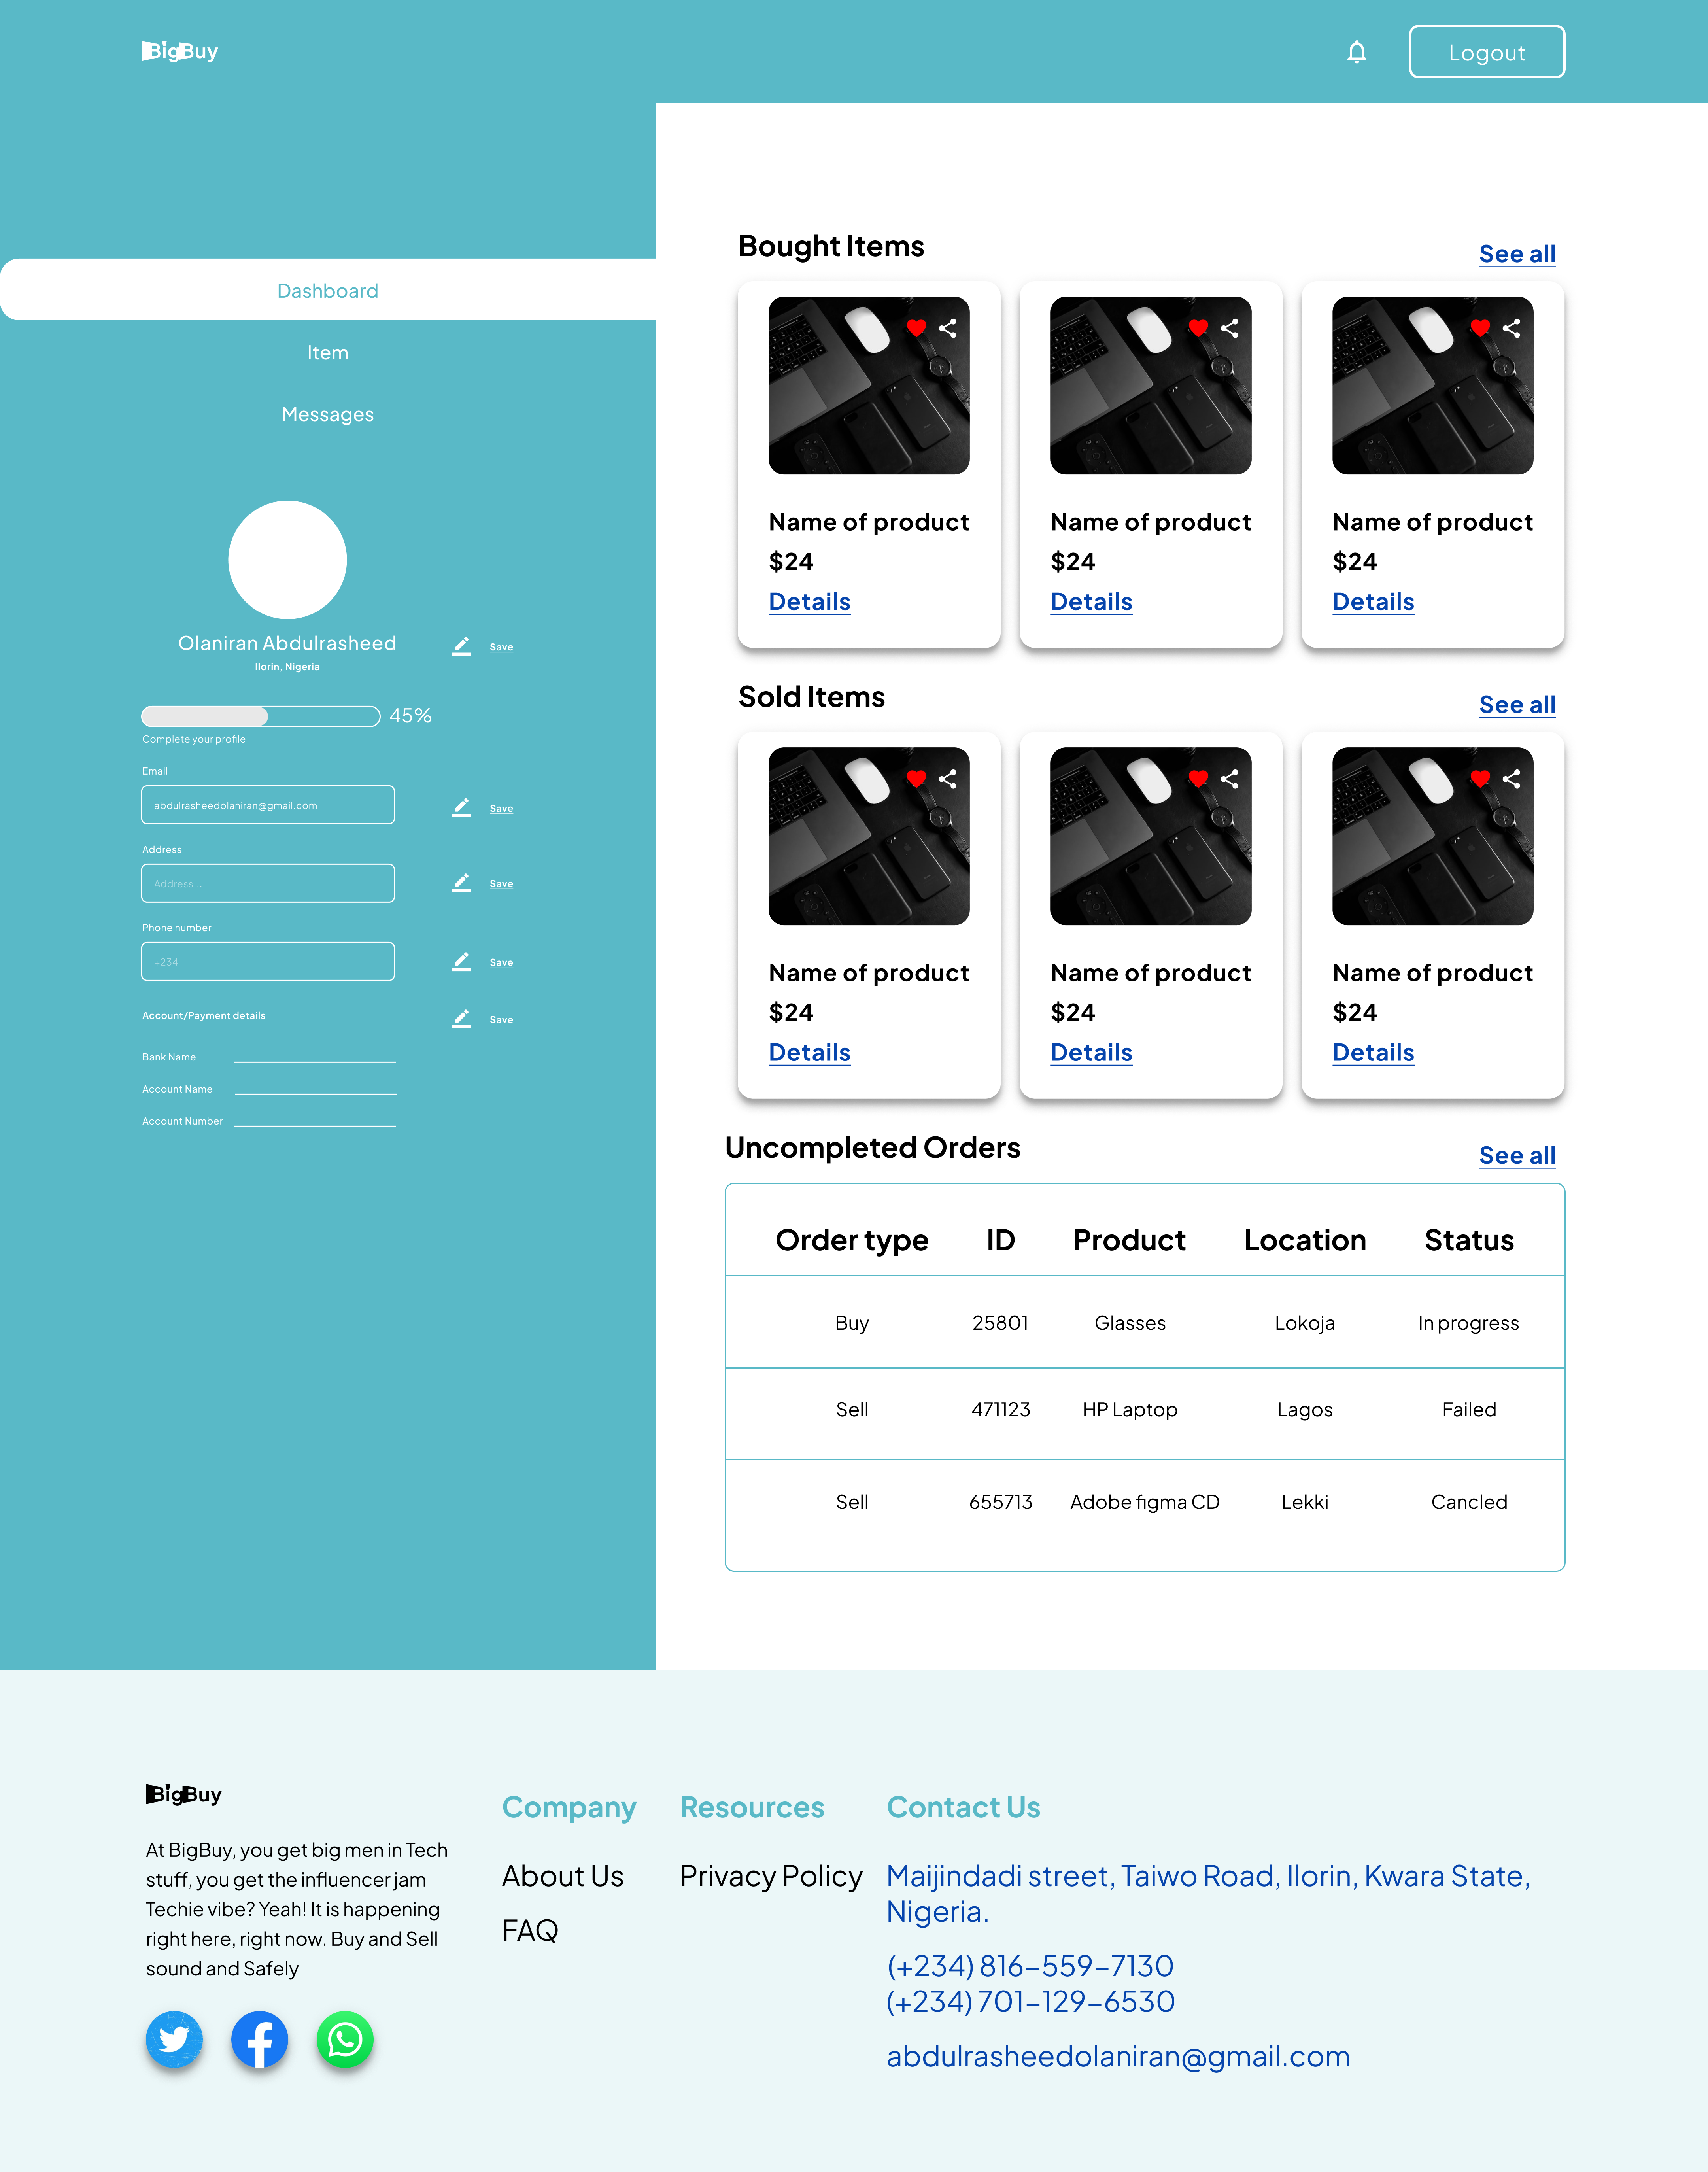 BigBuy
Logout
Dashboard
Item
Messages
Olaniran Abdulrasheed
Save
Ilorin, Nigeria
45%
Complete your profile
Email
abdulrasheedolaniran@gmail.com
Save
Address
Address...
Save
Phone number
+234
Save
Account/Payment details
Save
Bank Name
Account Name
Account Number
Bought Items
See all
Name of product
$24
Details
Name of product
$24
Details
Name of product
$24
Details
Sold Items
See all
Name of product
$24
Details
Name of product
$24
Details
Name of product
$24
Details
Uncompleted Orders
See all
Order type ID Product Location Status
Buy 25801 Glasses Lokoja In progress
Sell 471123 HP Laptop Lagos Failed
Sell 655713 Adobe figma CD Lekki Cancled
BigBuy
At BigBuy, you get big men in Tech
stuff, you get the influencer jam
Techie vibe? Yeah! It is happening
right here, right now. Buy and Sell
sound and Safely
Company
About Us
FAQ
Resources
Privacy Policy
Contact Us
Maijindadi street, Taiwo Road, Ilorin, Kwara State,
Nigeria.
(+234) 816-559-7130
(+234) 701-129-6530
abdulrasheedolaniran@gmail.com